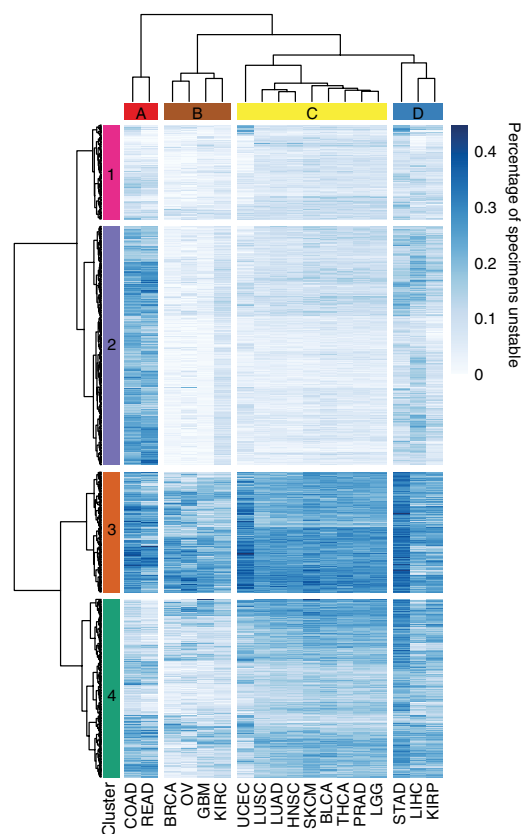 A
B
C
D
1
2
3
4
0.4
0.3
0.2
0.1
0
Percentage of specimens unstable
Cluster
COAD
READ
BRCA
OV
GBM
KIRC
UCEC
LUSC
LUAD
HNSC
SKCM
BLCA
THCA
PRAD
LGG
STAD
LIHC
KIRP